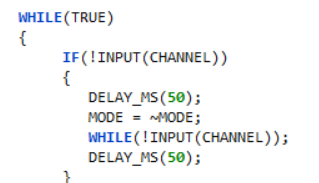 WHILE(TRUE)
{
IF(!INPUT(CHANNEL))
{
DELAY_MS(50);
MODE = ~MODE;
WHILE(!INPUT(CHANNEL));
DELAY_MS(50);
}